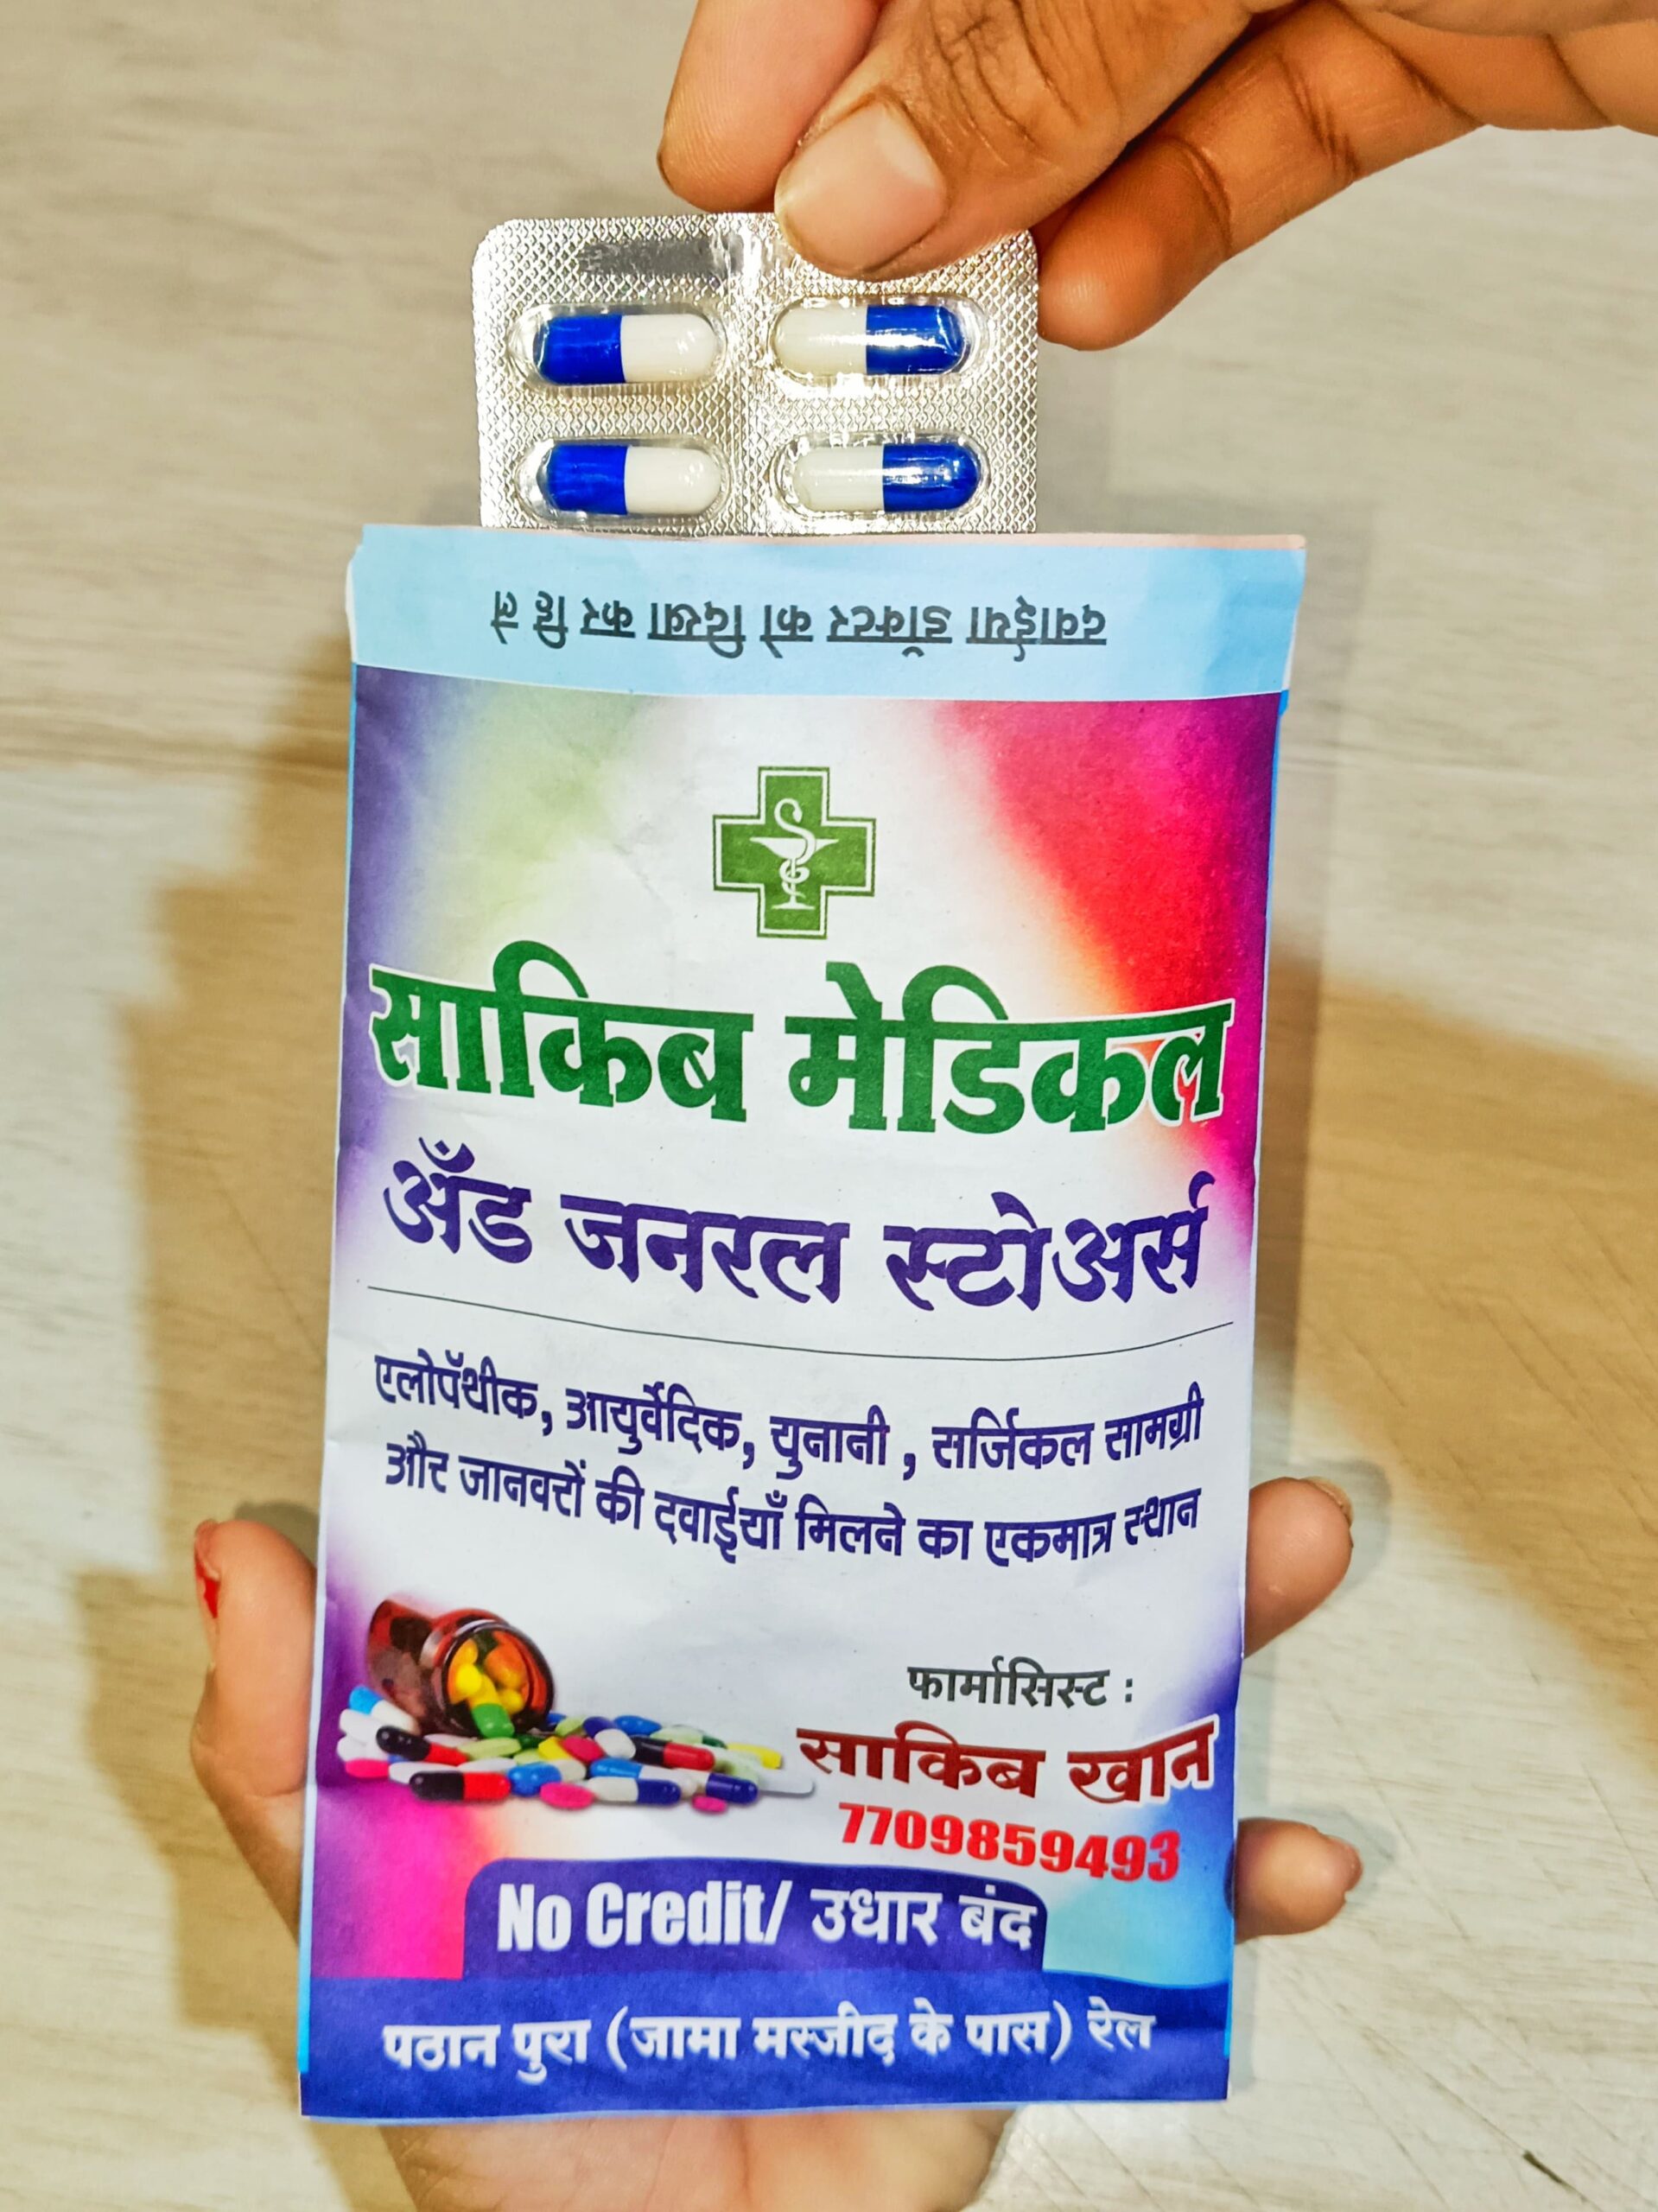 दवाईया डॉक्टर को दिखा कर हि ले
साकिब मेडिकल
अँड जनरल स्टोअर्स
एलोपॅथीक, आयुर्वेदिक, युनानी , सर्जिकल सामग्री
और जानवरों की दवाईयाँ मिलने का एकमात्र स्थान
फार्मासिस्ट :
साकिब खान
7709859493
No Credit/ उधार बंद
पठान पुरा (जामा मस्जीद के पास) रेल